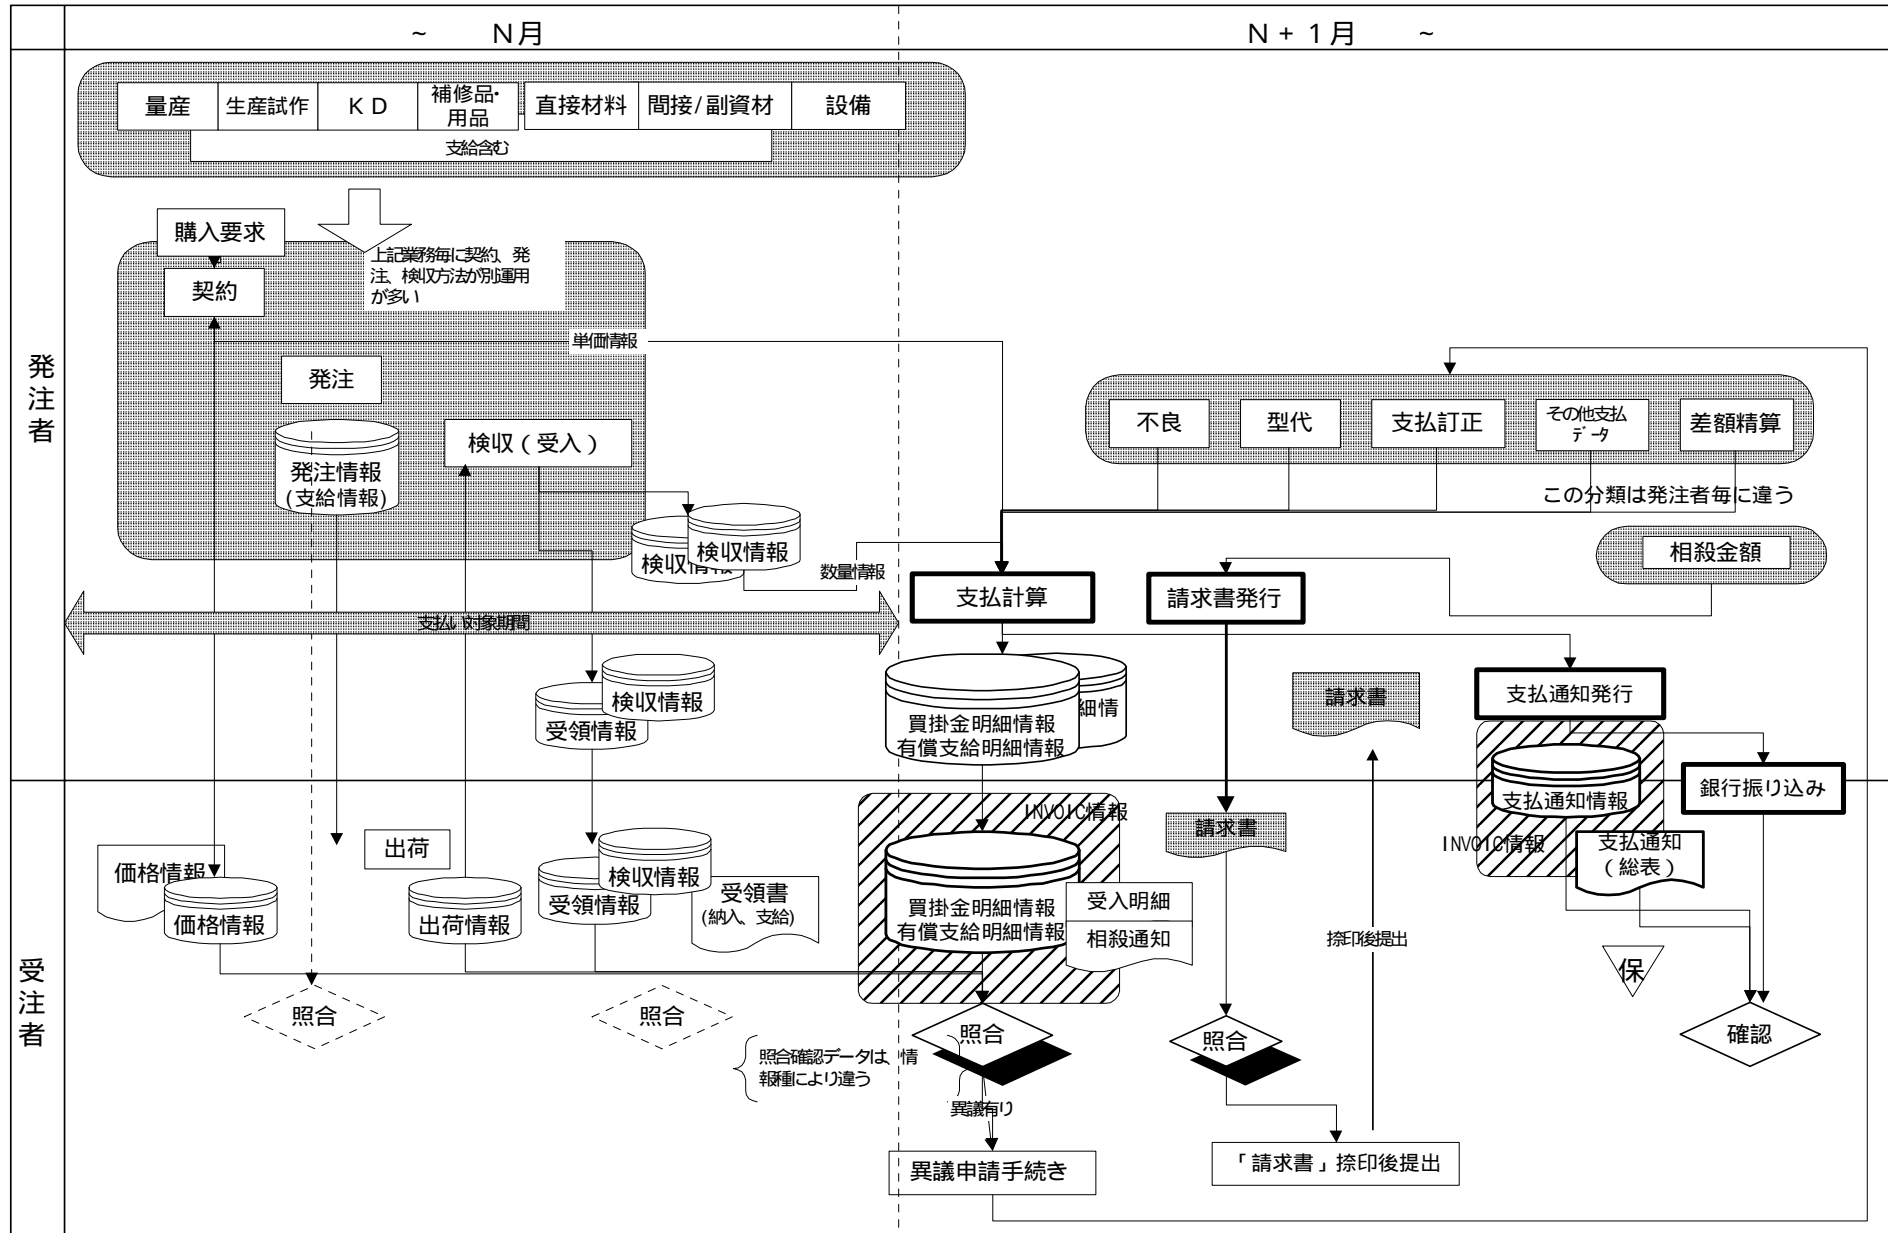 ~ N月
N+1月 ~
発注者
量産
生産試作
KD
補修品・
用品
直接材料
間接/副資材
設備
支給含む
購入要求
契約
上記業務毎に契約、発
注、検収方法が別運用
が多い
単価情報
発注
発注情報
(支給情報)
検収(受入)
検収情報
検収情報
数量情報
不良
型代
支払訂正
その他支払
データ
差額精算
この分類は発注者毎に違う
相殺金額
支払計算
請求書発行
支払い対象期間
検収情報
受領情報
買掛金明細情報
有償支給明細情報
細情
請求書
支払通知発行
支払通知情報
銀行振り込み
INVOIC情報
支払通知
(総表)
受注者
価格情報
価格情報
出荷
出荷情報
検収情報
受領情報
受領書
(納入、支給)
INVOIC情報
買掛金明細情報
有償支給明細情報
受入明細
相殺通知
請求書
捺印後提出
保
照合
照合
照合確認データは、情
報種により違う
照合
異議有り
照合
確認
異議申請手続き
「請求書」捺印後提出